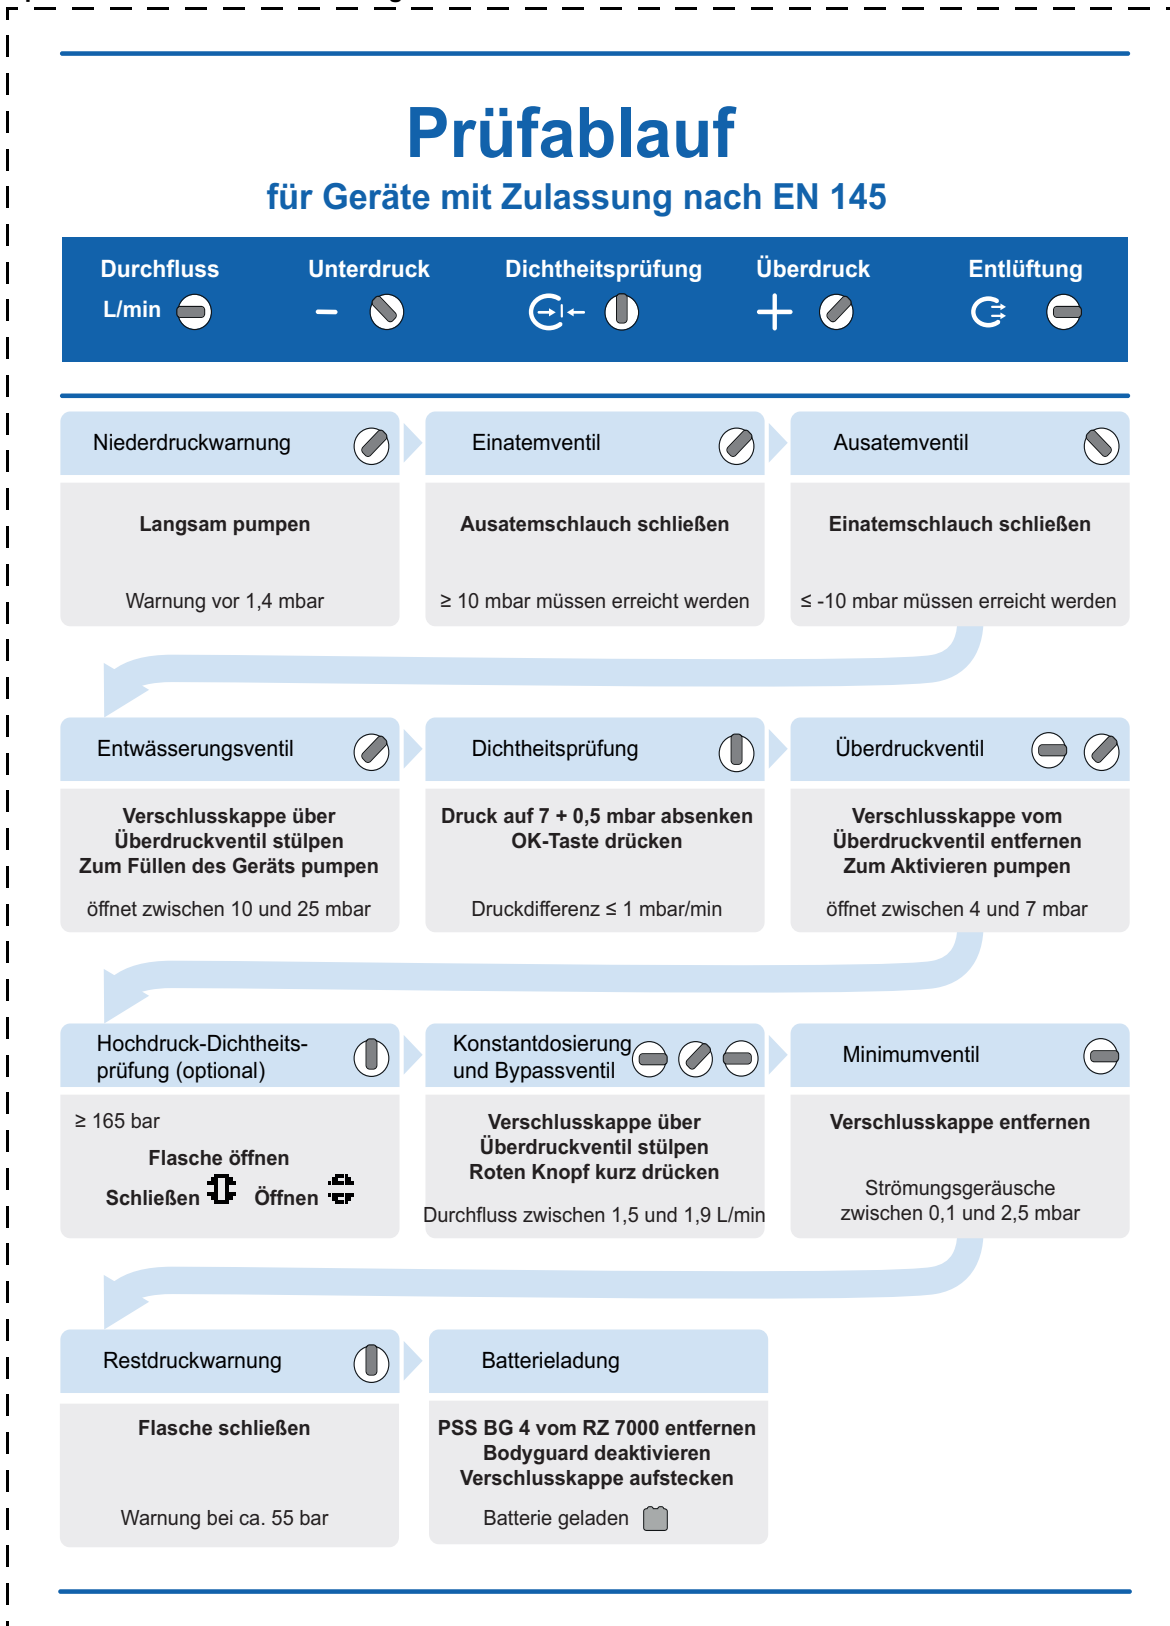 Prüfablauf
für Geräte mit Zulassung nach EN 145
Durchfluss
L/min
Unterdruck
Dichtheitsprüfung
Überdruck
Entlüftung
Niederdruckwarnung
Langsam pumpen
Warnung vor 1,4 mbar
Einatemventil
Ausatemschlauch schließen
≥ 10 mbar müssen erreicht werden
Ausatemventil
Einatemschlauch schließen
≤ -10 mbar müssen erreicht werden
Entwässerungsventil
Verschlusskappe über
Überdruckventil stülpen
Zum Füllen des Geräts pumpen
öffnet zwischen 10 und 25 mbar
Dichtheitsprüfung
Druck auf 7 + 0,5 mbar absenken
OK-Taste drücken
Druckdifferenz ≤ 1 mbar/min
Überdruckventil
Verschlusskappe vom
Überdruckventil entfernen
Zum Aktivieren pumpen
öffnet zwischen 4 und 7 mbar
Hochdruck-Dichtheits-
prüfung (optional)
≥ 165 bar
Flasche öffnen
Schließen Öffnen
Konstantdosierung
und Bypassventil
Verschlusskappe über
Überdruckventil stülpen
Roten Knopf kurz drücken
Durchfluss zwischen 1,5 und 1,9 L/min
Minimumventil
Verschlusskappe entfernen
Strömungsgeräusche
zwischen 0,1 und 2,5 mbar
Restdruckwarnung
Flasche schließen
Warnung bei ca. 55 bar
Batterieladung
PSS BG 4 vom RZ 7000 entfernen
Bodyguard deaktivieren
Verschlusskappe aufstecken
Batterie geladen